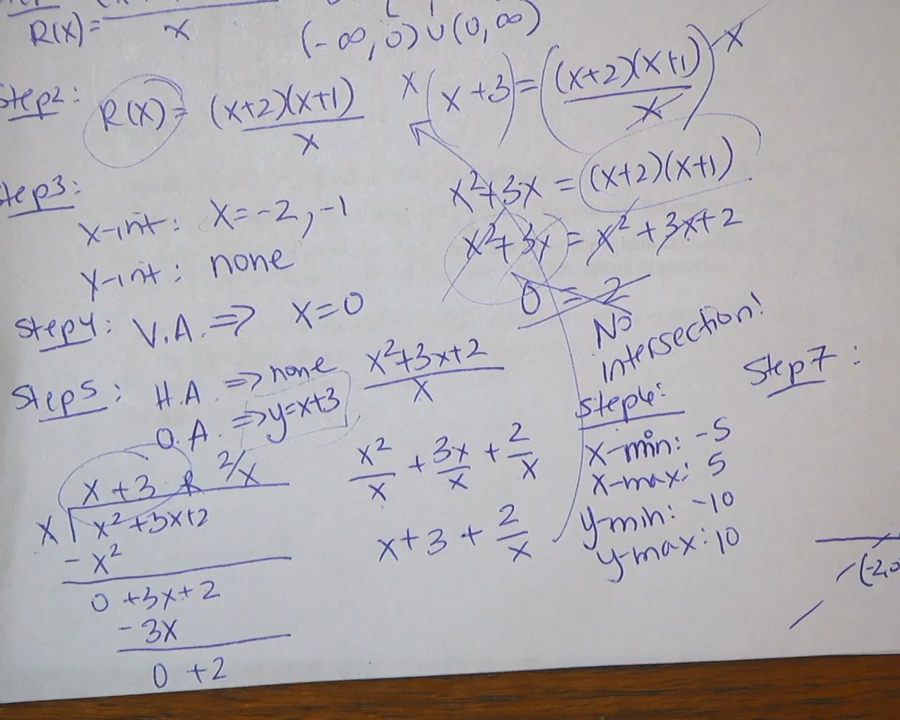 R(X) = / x
(-∞, 0) ∪ (0, ∞)
Step2: R(X) = (x+2)(x+1) / x
x (x+3) = ((x+2)(x+1) / x) x
Step3:
X-int: X = -2, -1
Y-int: none
x²+3x = (x+2)(x+1)
x²+3x = x²+3x+2
0 = 2
No
intersection!
Step4: V.A. => X=0
Step5: H.A. => none
O.A. => y=x+3
x²+3x+2 / x
x²/x + 3x/x + 2/x
x+3 + 2/x
x+3 2/x
x x²+3x+2
-x²
0 +3x+2
-3x
0 +2
Step6:
x-min: -5
x-max: 5
y-min: -10
y-max: 10
Step7:
(-2,0